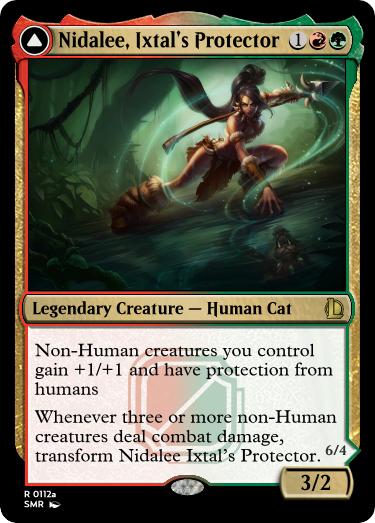 Nidalee, Ixtal's Protector 1
Legendary Creature — Human Cat
Non-Human creatures you control
gain +1/+1 and have protection from
humans
Whenever three or more non-Human
creatures deal combat damage,
transform Nidalee Ixtal's Protector.
6/4
3/2
R 0112a
SMR